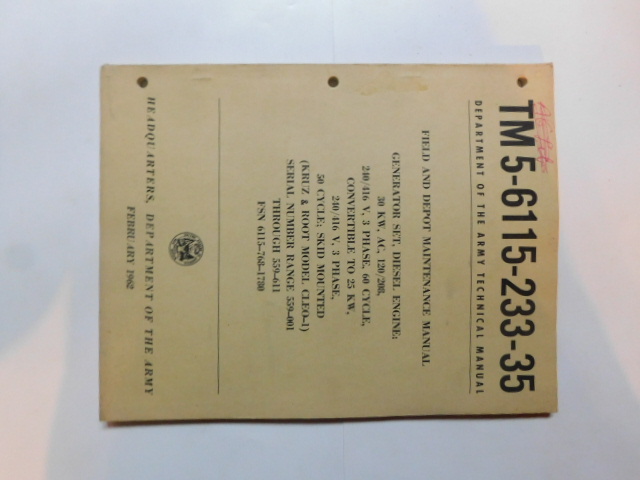 TM 5-6115-233-35
DEPARTMENT OF THE ARMY TECHNICAL MANUAL
FIELD AND DEPOT MAINTENANCE MANUAL
GENERATOR SET, DIESEL ENGINE:
30 KW, AC, 120/208,
240/416 V, 3 PHASE, 60 CYCLE,
CONVERTIBLE TO 25 KW,
240/416 V, 3 PHASE,
50 CYCLE; SKID MOUNTED
(KRUZ & ROOT MODEL CLEO-1)
SERIAL NUMBER RANGE 559-001
THROUGH 559-611
FSN 6115-768-1780
HEADQUARTERS, DEPARTMENT OF THE ARMY
FEBRUARY 1962